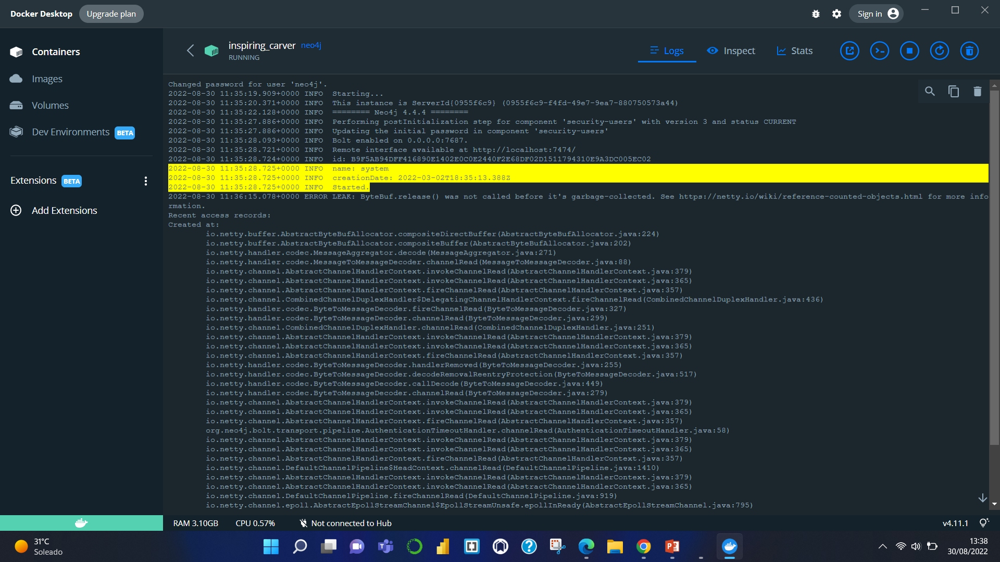 Docker Desktop
Upgrade plan
Sign in
Containers
Images
Volumes
Dev Environments BETA
Extensions BETA
Add Extensions
inspiring_carver neo4j
RUNNING
Logs
Inspect
Stats
Changed password for user 'neo4j'.
2022-08-30 11:35:19.909+0000 INFO  Starting...
2022-08-30 11:35:20.371+0000 INFO  This instance is ServerId{0955f6c9} (0955f6c9-f4fd-49e7-9ea7-880750573a44)
2022-08-30 11:35:22.128+0000 INFO  ======== Neo4j 4.4.4 ========
2022-08-30 11:35:27.886+0000 INFO  Performing postInitialization step for component 'security-users' with version 3 and status CURRENT
2022-08-30 11:35:27.886+0000 INFO  Updating the initial password in component 'security-users'
2022-08-30 11:35:28.093+0000 INFO  Bolt enabled on 0.0.0.0:7687.
2022-08-30 11:35:28.721+0000 INFO  Remote interface available at http://localhost:7474/
2022-08-30 11:35:28.724+0000 INFO  id: B9F5AB94DFF416890E1402E0C0E2440F2E68DF02D1511794310E9A3DC005EC02
2022-08-30 11:35:28.725+0000 INFO  name: system
2022-08-30 11:35:28.725+0000 INFO  creationDate: 2022-03-02T18:35:13.388Z
2022-08-30 11:35:28.725+0000 INFO  Started.
2022-08-30 11:36:15.078+0000 ERROR LEAK: ByteBuf.release() was not called before it's garbage-collected. See https://netty.io/wiki/reference-counted-objects.html for more info
rmation.
Recent access records:
Created at:
io.netty.buffer.AbstractByteBufAllocator.compositeDirectBuffer(AbstractByteBufAllocator.java:224)
io.netty.buffer.AbstractByteBufAllocator.compositeBuffer(AbstractByteBufAllocator.java:202)
io.netty.handler.codec.MessageAggregator.decode(MessageAggregator.java:271)
io.netty.handler.codec.MessageToMessageDecoder.channelRead(MessageToMessageDecoder.java:88)
io.netty.channel.AbstractChannelHandlerContext.invokeChannelRead(AbstractChannelHandlerContext.java:379)
io.netty.channel.AbstractChannelHandlerContext.invokeChannelRead(AbstractChannelHandlerContext.java:365)
io.netty.channel.AbstractChannelHandlerContext.fireChannelRead(AbstractChannelHandlerContext.java:357)
io.netty.channel.CombinedChannelDuplexHandler$DelegatingChannelHandlerContext.fireChannelRead(CombinedChannelDuplexHandler.java:436)
io.netty.handler.codec.ByteToMessageDecoder.fireChannelRead(ByteToMessageDecoder.java:327)
io.netty.handler.codec.ByteToMessageDecoder.channelRead(ByteToMessageDecoder.java:299)
io.netty.channel.CombinedChannelDuplexHandler.channelRead(CombinedChannelDuplexHandler.java:251)
io.netty.channel.AbstractChannelHandlerContext.invokeChannelRead(AbstractChannelHandlerContext.java:379)
io.netty.channel.AbstractChannelHandlerContext.invokeChannelRead(AbstractChannelHandlerContext.java:365)
io.netty.channel.AbstractChannelHandlerContext.fireChannelRead(AbstractChannelHandlerContext.java:357)
io.netty.handler.codec.ByteToMessageDecoder.handlerRemoved(ByteToMessageDecoder.java:255)
io.netty.handler.codec.ByteToMessageDecoder.decodeRemovalReentryProtection(ByteToMessageDecoder.java:517)
io.netty.handler.codec.ByteToMessageDecoder.callDecode(ByteToMessageDecoder.java:449)
io.netty.handler.codec.ByteToMessageDecoder.channelRead(ByteToMessageDecoder.java:279)
io.netty.channel.AbstractChannelHandlerContext.invokeChannelRead(AbstractChannelHandlerContext.java:379)
io.netty.channel.AbstractChannelHandlerContext.invokeChannelRead(AbstractChannelHandlerContext.java:365)
io.netty.channel.AbstractChannelHandlerContext.fireChannelRead(AbstractChannelHandlerContext.java:357)
org.neo4j.bolt.transport.pipeline.AuthenticationTimeoutHandler.channelRead(AuthenticationTimeoutHandler.java:58)
io.netty.channel.AbstractChannelHandlerContext.invokeChannelRead(AbstractChannelHandlerContext.java:379)
io.netty.channel.AbstractChannelHandlerContext.invokeChannelRead(AbstractChannelHandlerContext.java:365)
io.netty.channel.AbstractChannelHandlerContext.fireChannelRead(AbstractChannelHandlerContext.java:357)
io.netty.channel.DefaultChannelPipeline$HeadContext.channelRead(DefaultChannelPipeline.java:1410)
io.netty.channel.AbstractChannelHandlerContext.invokeChannelRead(AbstractChannelHandlerContext.java:379)
io.netty.channel.AbstractChannelHandlerContext.invokeChannelRead(AbstractChannelHandlerContext.java:365)
io.netty.channel.DefaultChannelPipeline.fireChannelRead(DefaultChannelPipeline.java:919)
io.netty.channel.epoll.AbstractEpollStreamChannel$EpollStreamUnsafe.epollInReady(AbstractEpollStreamChannel.java:795)
RAM 3.10GB
CPU 0.57%
Not connected to Hub
v4.11.1
31°C
Soleado
13:38
30/08/2022